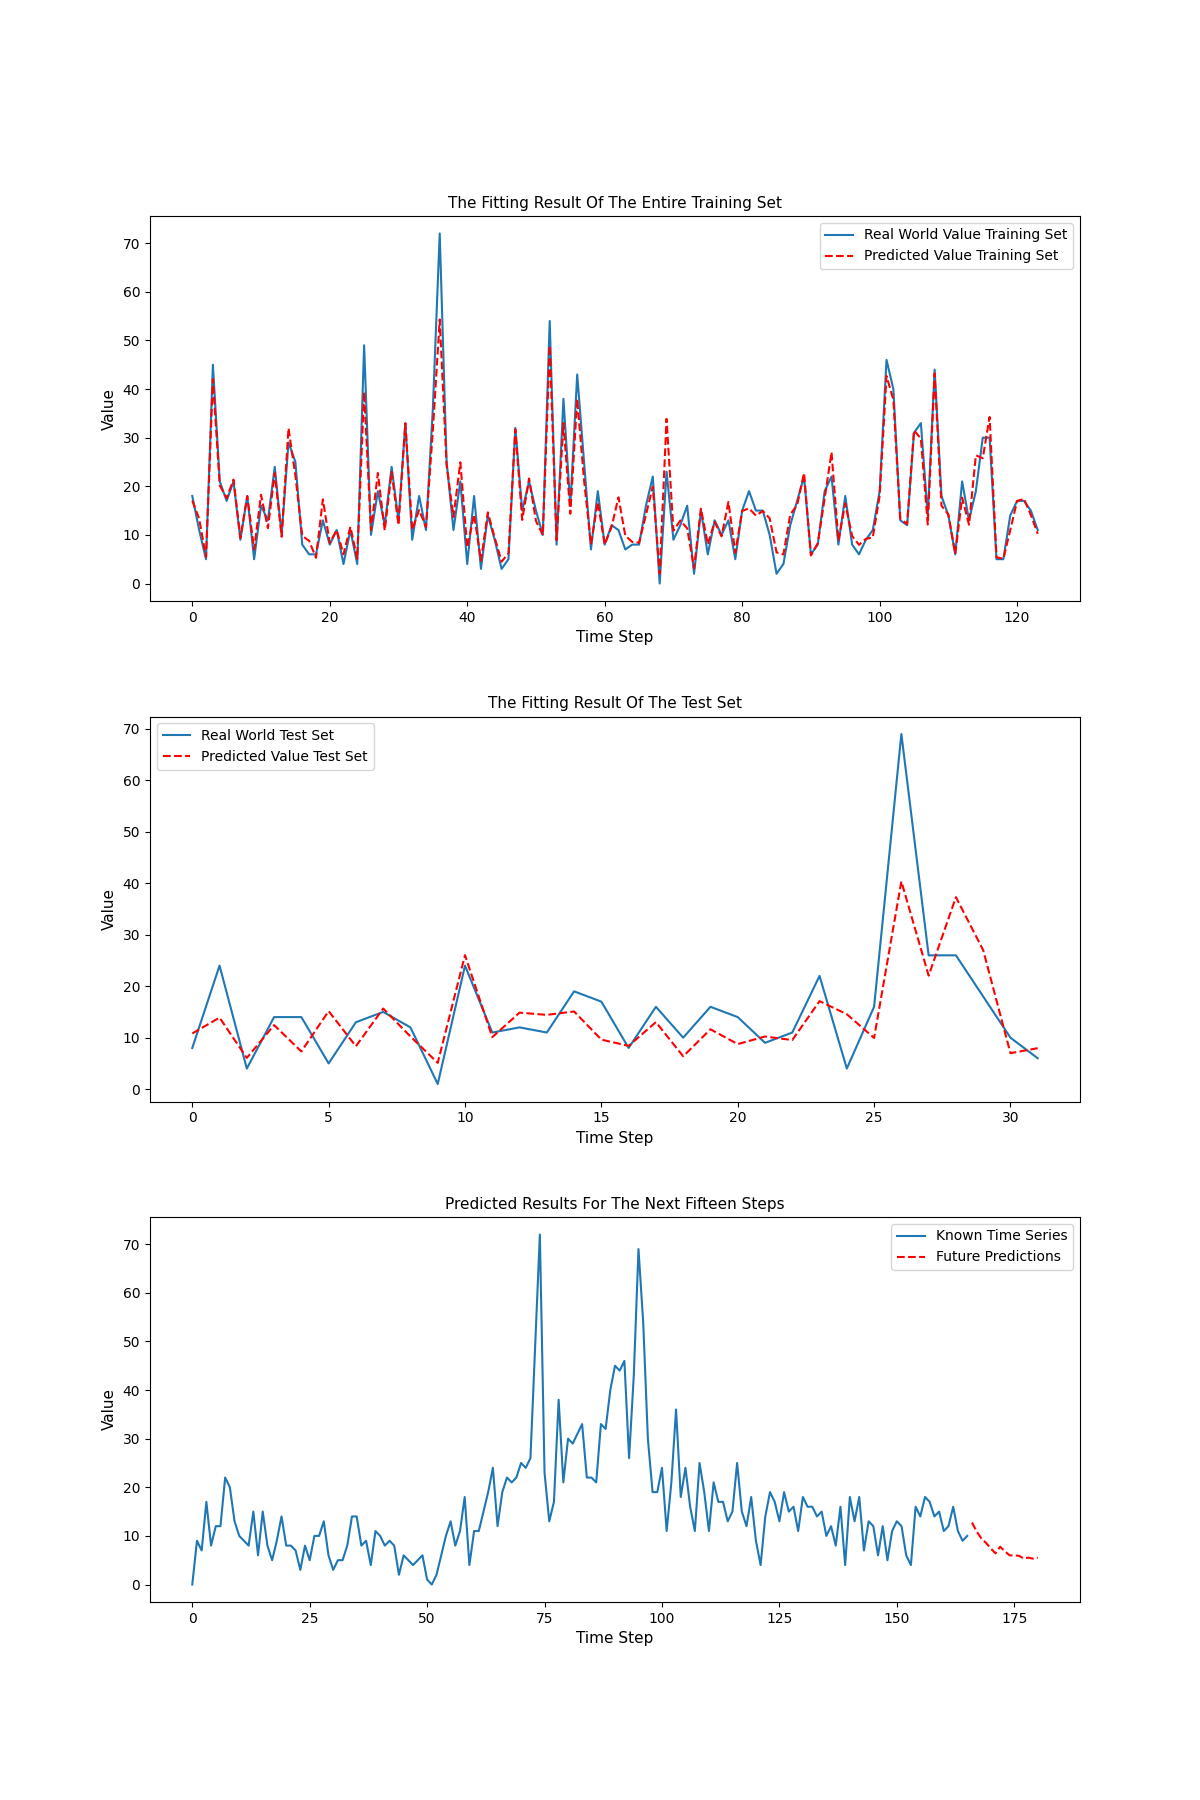 The Fitting Result Of The Entire Training Set
Real World Value Training Set
Predicted Value Training Set
Value
70
60
50
40
30
20
10
0
0 20 40 60 80 100 120
Time Step
The Fitting Result Of The Test Set
Real World Test Set
Predicted Value Test Set
Value
70
60
50
40
30
20
10
0
0 5 10 15 20 25 30
Time Step
Predicted Results For The Next Fifteen Steps
Known Time Series
Future Predictions
Value
70
60
50
40
30
20
10
0
0 25 50 75 100 125 150 175
Time Step